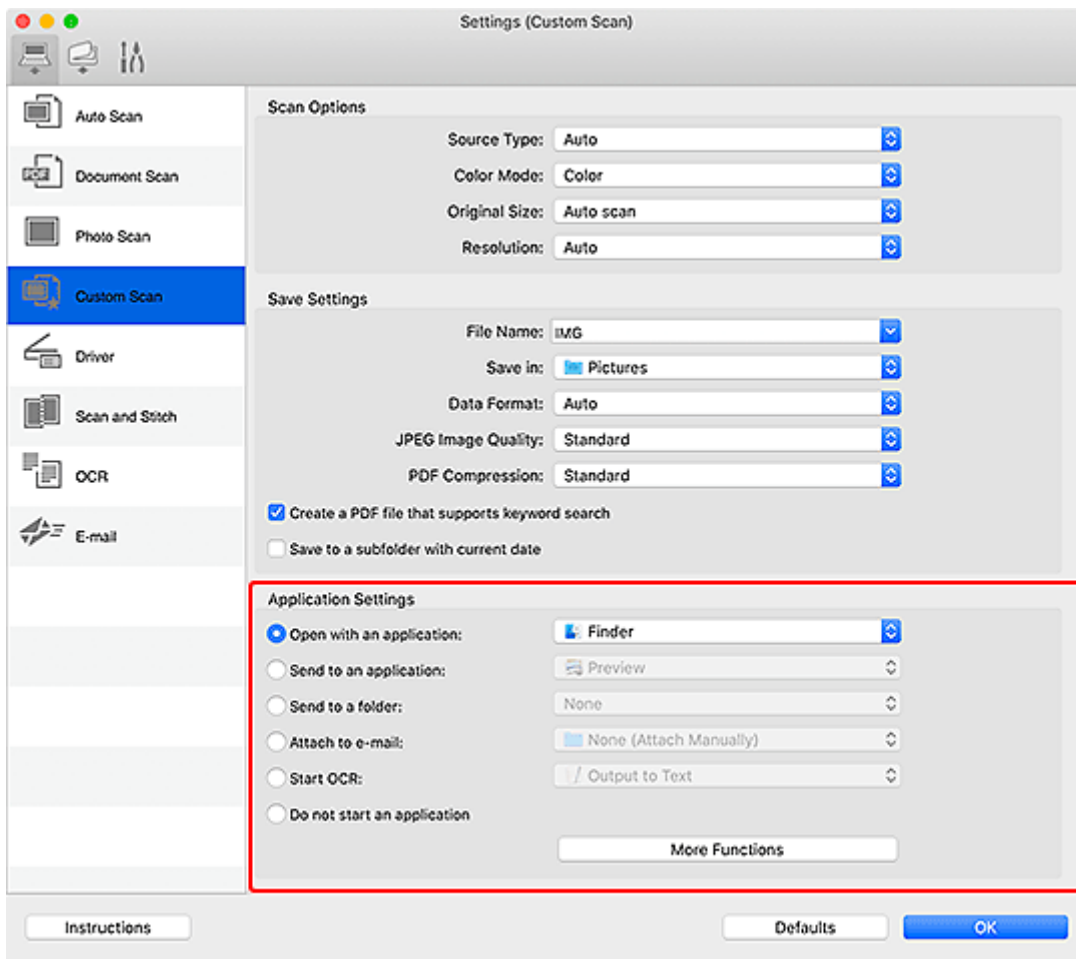 Settings (Custom Scan)
Auto Scan
Document Scan
Photo Scan
Custom Scan
Driver
Scan and Stitch
OCR
E-mail
Scan Options
Source Type: Auto
Color Mode: Color
Original Size: Auto scan
Resolution: Auto
Save Settings
File Name: IMG
Save in: Pictures
Data Format: Auto
JPEG Image Quality: Standard
PDF Compression: Standard
Create a PDF file that supports keyword search
Save to a subfolder with current date
Application Settings
Open with an application: Finder
Send to an application: Preview
Send to a folder: None
Attach to e-mail: None (Attach Manually)
Start OCR: Output to Text
Do not start an application
More Functions
Instructions
Defaults
OK
PDF